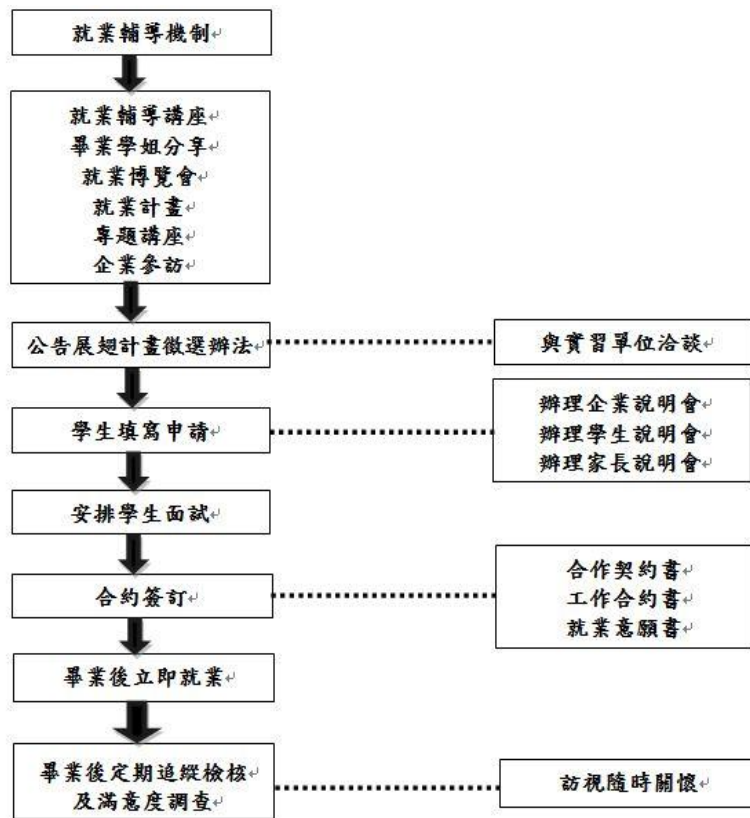 就業輔導機制
就業輔導講座
畢業學姐分享
就業博覽會
就業計畫
專題講座
企業參訪
公告展翅計畫徵選辦法
與實習單位洽談
學生填寫申請
辦理企業說明會
辦理學生說明會
辦理家長說明會
安排學生面試
合約簽訂
合作契約書
工作合約書
就業意願書
畢業後立即就業
畢業後定期追蹤檢核
及滿意度調查
訪視隨時關懷